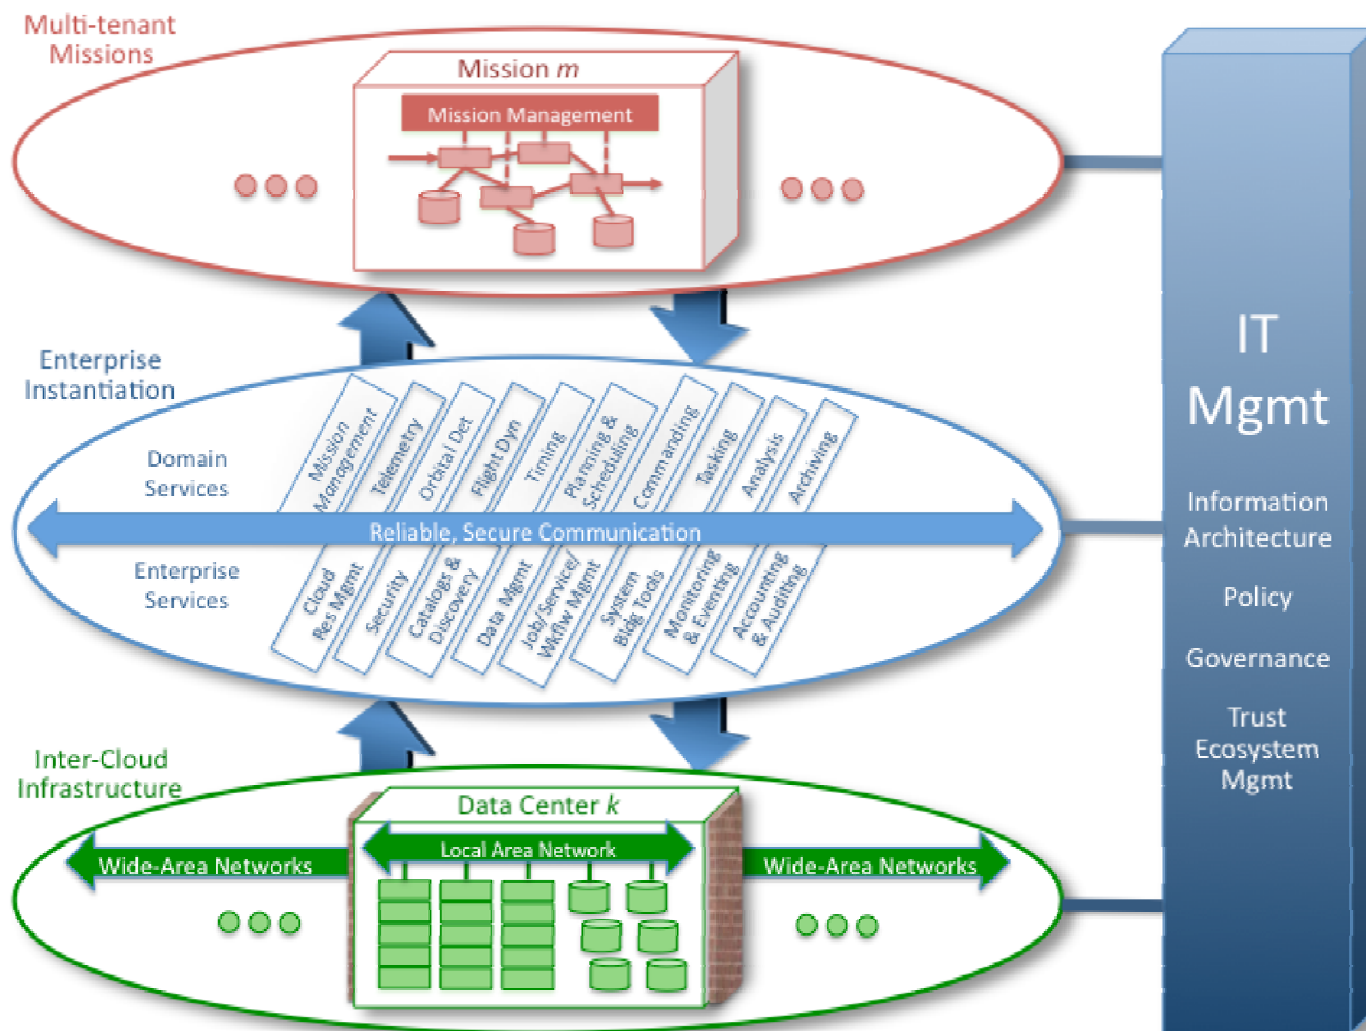 Multi-tenant
Missions
Mission m
Mission Management
Enterprise
Instantiation
Domain
Services
Mission
Management
Telemetry
Orbital Det
Flight Dyn
Timing
Planning &
Scheduling
Commanding
Tasking
Analysis
Archiving
Reliable, Secure Communication
Enterprise
Services
Cloud
Res Mgmt
Security
Catalogs &
Discovery
Data Mgmt
Job/Service/
Wkflw Mgmt
System
Bldg Tools
Monitoring
& Eventing
Accounting
& Auditing
Inter-Cloud
Infrastructure
Data Center k
Local Area Network
Wide-Area Networks
Wide-Area Networks
IT
Mgmt
Information
Architecture
Policy
Governance
Trust
Ecosystem
Mgmt